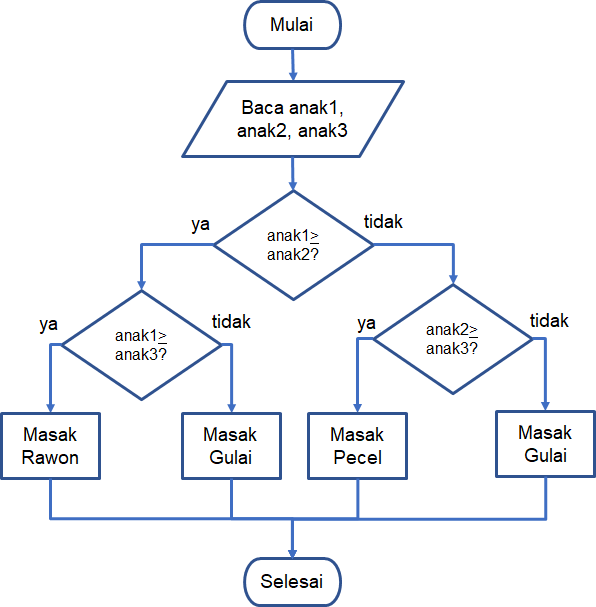 Mulai
Baca anak1,
anak2, anak3
anak1≥
anak2?
ya
tidak
anak1≥
anak3?
ya
tidak
anak2≥
anak3?
ya
tidak
Masak
Rawon
Masak
Gulai
Masak
Pecel
Masak
Gulai
Selesai